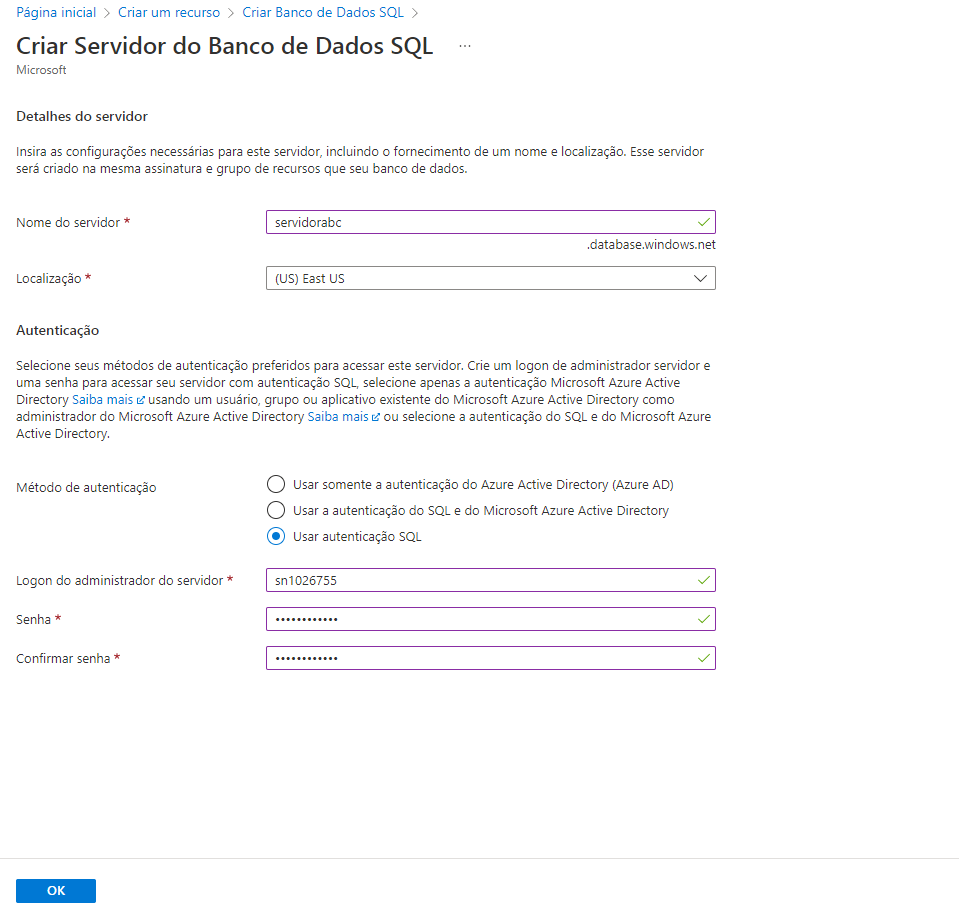 Página inicial > Criar um recurso > Criar Banco de Dados SQL >
Criar Servidor do Banco de Dados SQL ...
Microsoft
Detalhes do servidor
Insira as configurações necessárias para este servidor, incluindo o fornecimento de um nome e localização. Esse servidor
será criado na mesma assinatura e grupo de recursos que seu banco de dados.
Nome do servidor * servidorabc
.database.windows.net
Localização * (US) East US
Autenticação
Selecione seus métodos de autenticação preferidos para acessar este servidor. Crie um logon de administrador servidor e
uma senha para acessar seu servidor com autenticação SQL, selecione apenas a autenticação Microsoft Azure Active
Directory Saiba mais usando um usuário, grupo ou aplicativo existente do Microsoft Azure Active Directory como
administrador do Microsoft Azure Active Directory Saiba mais ou selecione a autenticação do SQL e do Microsoft Azure
Active Directory.
Método de autenticação
Usar somente a autenticação do Azure Active Directory (Azure AD)
Usar a autenticação do SQL e do Microsoft Azure Active Directory
Usar autenticação SQL
Logon do administrador do servidor * sn1026755
Senha * ••••••••••••
Confirmar senha * ••••••••••••
OK